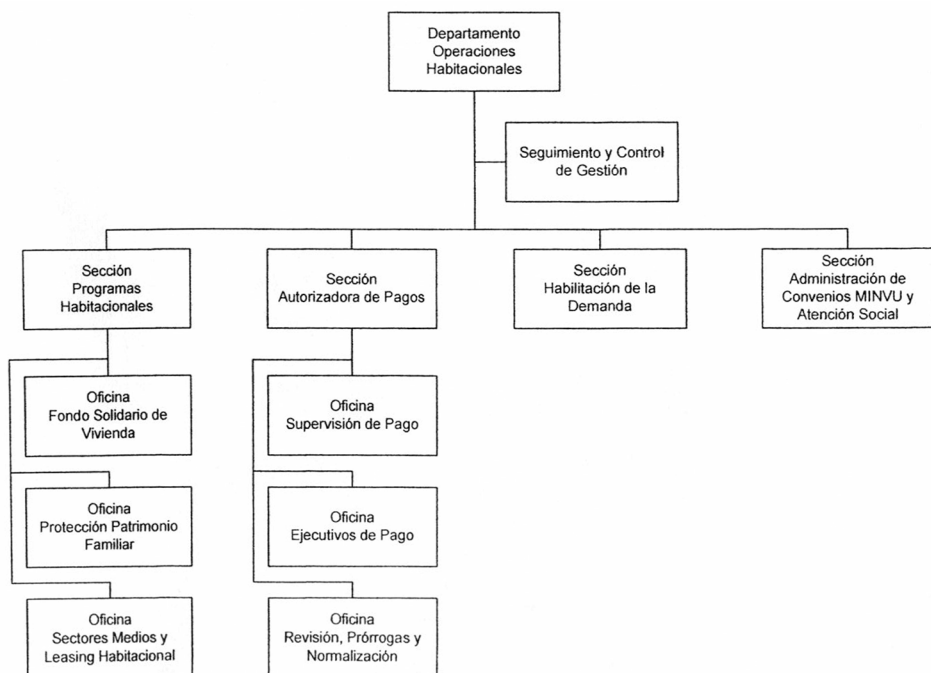 Departamento
Operaciones
Habitacionales
Seguimiento y Control
de Gestión
Sección
Programas
Habitacionales
Sección
Autorizadora de Pagos
Sección
Habilitación de la
Demanda
Sección
Administración de
Convenios MINVU y
Atención Social
Oficina
Fondo Solidario de
Vivienda
Oficina
Supervisión de Pago
Oficina
Protección Patrimonio
Familiar
Oficina
Ejecutivos de Pago
Oficina
Sectores Medios y
Leasing Habitacional
Oficina
Revisión, Prórrogas y
Normalización